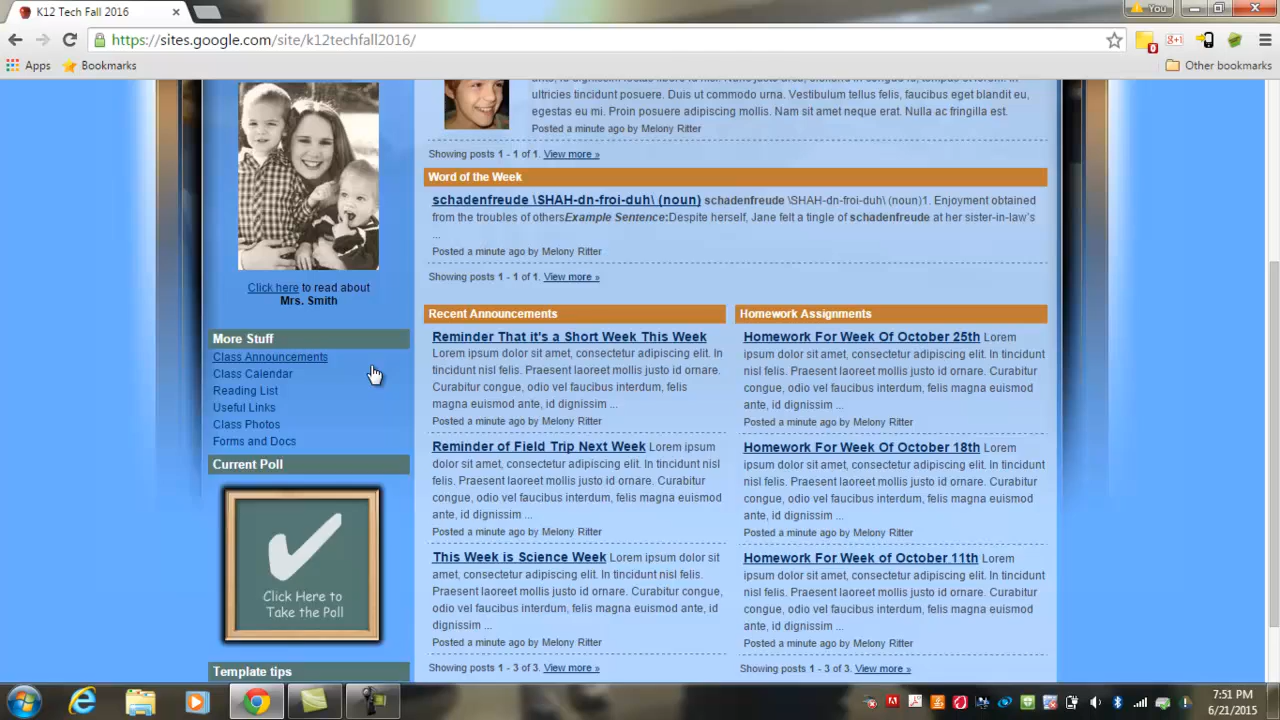 K12 Tech Fall 2016
You
https://sites.google.com/site/k12techfall2016/
Apps
Bookmarks
Other bookmarks
ultricies tincidunt posuere. Duis ut commodo urna. Vestibulum tellus felis, faucibus eget blandit eu,
egestas eu mi. Proin posuere adipiscing mollis. Nam sit amet neque erat. Nulla ac fringilla est.
Posted a minute ago by Melony Ritter
Showing posts 1 - 1 of 1. View more »
Word of the Week
schadenfreude \SHAH-dn-froi-duh\ (noun) schadenfreude \SHAH-dn-froi-duh\ (noun)1. Enjoyment obtained
from the troubles of othersExample Sentence:Despite herself, Jane felt a tingle of schadenfreude at her sister-in-law's
...
Posted a minute ago by Melony Ritter
Showing posts 1 - 1 of 1. View more »
Click here to read about
Mrs. Smith
More Stuff
Class Announcements
Class Calendar
Reading List
Useful Links
Class Photos
Forms and Docs
Current Poll
Click Here to
Take the Poll
Template tips
Recent Announcements
Reminder That it's a Short Week This Week
Lorem ipsum dolor sit amet, consectetur adipiscing elit. In
tincidunt nisl felis. Praesent laoreet mollis justo id ornare.
Curabitur congue, odio vel faucibus interdum, felis
magna euismod ante, id dignissim ...
Posted a minute ago by Melony Ritter
Reminder of Field Trip Next Week Lorem ipsum
dolor sit amet, consectetur adipiscing elit. In tincidunt nisl
felis. Praesent laoreet mollis justo id ornare. Curabitur
congue, odio vel faucibus interdum, felis magna euismod
ante, id dignissim ...
Posted a minute ago by Melony Ritter
This Week is Science Week Lorem ipsum dolor sit
amet, consectetur adipiscing elit. In tincidunt nisl felis.
Praesent laoreet mollis justo id ornare. Curabitur congue,
odio vel faucibus interdum, felis magna euismod ante, id
dignissim ...
Posted a minute ago by Melony Ritter
Showing posts 1 - 3 of 3. View more »
Homework Assignments
Homework For Week Of October 25th Lorem
ipsum dolor sit amet, consectetur adipiscing elit. In
tincidunt nisl felis. Praesent laoreet mollis justo id
ornare. Curabitur congue, odio vel faucibus interdum,
felis magna euismod ante, id dignissim ...
Posted a minute ago by Melony Ritter
Homework For Week Of October 18th Lorem
ipsum dolor sit amet, consectetur adipiscing elit. In
tincidunt nisl felis. Praesent laoreet mollis justo id
ornare. Curabitur congue, odio vel faucibus interdum,
felis magna euismod ante, id dignissim ...
Posted a minute ago by Melony Ritter
Homework For Week of October 11th Lorem
ipsum dolor sit amet, consectetur adipiscing elit. In
tincidunt nisl felis. Praesent laoreet mollis justo id
ornare. Curabitur congue, odio vel faucibus interdum,
felis magna euismod ante, id dignissim ...
Posted a minute ago by Melony Ritter
Showing posts 1 - 3 of 3. View more »
7:51 PM
6/21/2015